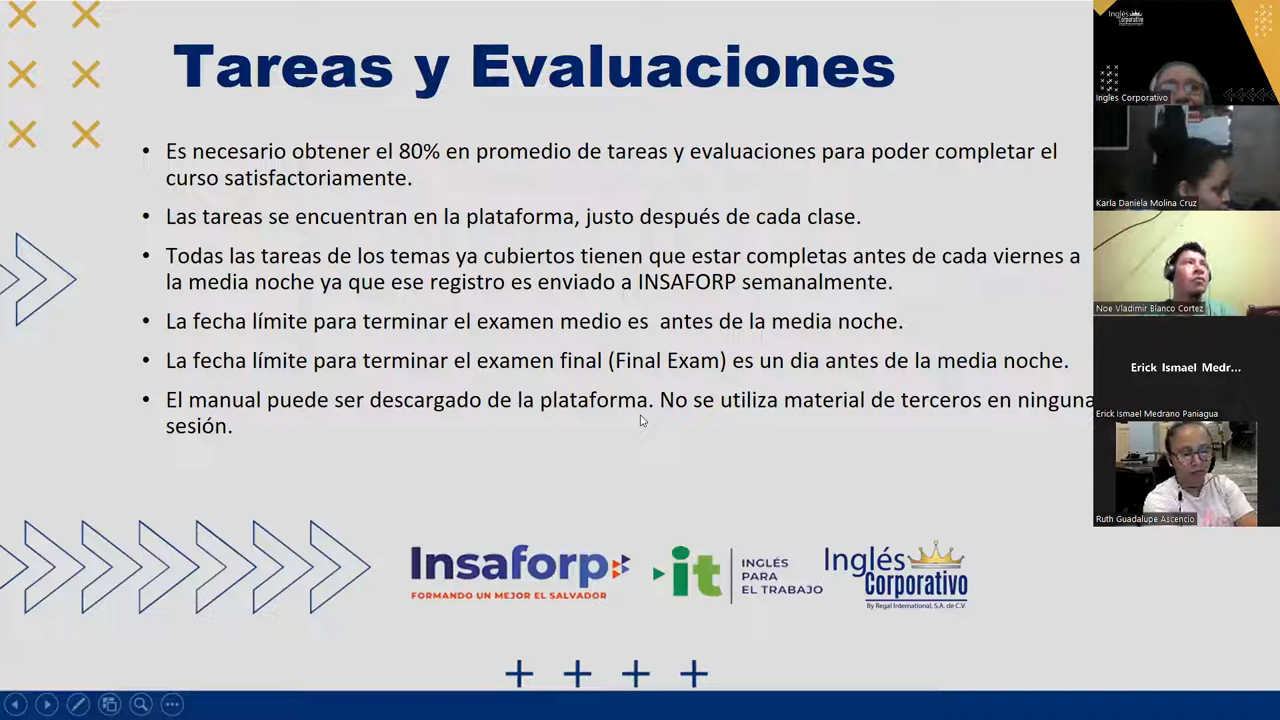 Tareas y Evaluaciones
• Es necesario obtener el 80% en promedio de tareas y evaluaciones para poder completar el
curso satisfactoriamente.
• Las tareas se encuentran en la plataforma, justo después de cada clase.
• Todas las tareas de los temas ya cubiertos tienen que estar completas antes de cada viernes a
la media noche ya que ese registro es enviado a INSAFORP semanalmente.
• La fecha límite para terminar el examen medio es  antes de la media noche.
• La fecha límite para terminar el examen final (Final Exam) es un dia antes de la media noche.
• El manual puede ser descargado de la plataforma. No se utiliza material de terceros en ninguna
sesión.
Insaforp
FORMANDO UN MEJOR EL SALVADOR
it
INGLÉS
PARA
EL TRABAJO
Inglés
Corporativo
By Regal International, S.A. de C.V.
Inglés
Corporativo
Ingles Corporativo
Karla Daniela Molina Cruz
Noe Vladimir Blanco Cortez
Erick Ismael Medr...
Erick Ismael Medrano Paniagua
Ruth Guadalupe Ascencio